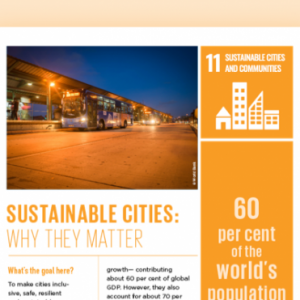 11 SUSTAINABLE CITIES
AND COMMUNITIES
SUSTAINABLE CITIES:
WHY THEY MATTER
What's the goal here?
To make cities inclu-
sive, safe, resilient
growth— contributing
about 60 per cent of global
GDP. However, they also
account for about 70 per
60
per cent
of the
world's
population